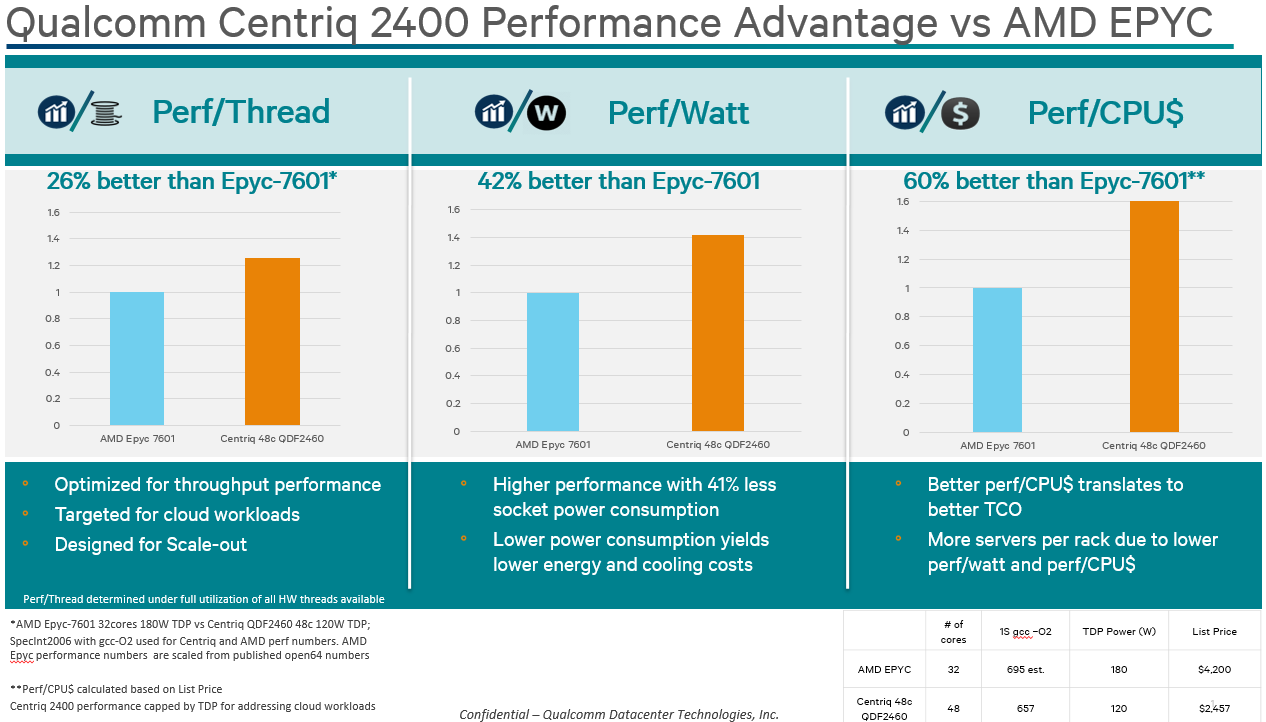 Qualcomm Centriq 2400 Performance Advantage vs AMD EPYC
Perf/Thread
26% better than Epyc-7601*
1.6
1.4
1.2
1
0.8
0.6
0.4
0.2
0
AMD Epyc 7601
Centriq 48c QDF2460
Optimized for throughput performance
Targeted for cloud workloads
Designed for Scale-out
Perf/Thread determined under full utilization of all HW threads available
W
Perf/Watt
42% better than Epyc-7601
1.6
1.4
1.2
1
0.8
0.6
0.4
0.2
0
AMD Epyc 7601
Centriq 48c QDF2460
Higher performance with 41% less
socket power consumption
Lower power consumption yields
lower energy and cooling costs
$
Perf/CPU$
60% better than Epyc-7601**
1.6
1.4
1.2
1
0.8
0.6
0.4
0.2
0
AMD Epyc 7601
Centriq 48c QDF2460
Better perf/CPU$ translates to
better TCO
More servers per rack due to lower
perf/watt and perf/CPU$
*AMD Epyc-7601 32cores 180W TDP vs Centriq QDF2460 48c 120W TDP;
SpecInt2006 with gcc-O2 used for Centriq and AMD perf numbers. AMD
Epyc performance numbers are scaled from published open64 numbers
**Perf/CPU$ calculated based on List Price
Centriq 2400 performance capped by TDP for addressing cloud workloads
Confidential – Qualcomm Datacenter Technologies, Inc.
# of
cores
1S gcc –O2
TDP Power (W)
List Price
AMD EPYC
32
695 est.
180
$4,200
Centriq 48c
QDF2460
48
657
120
$2,457